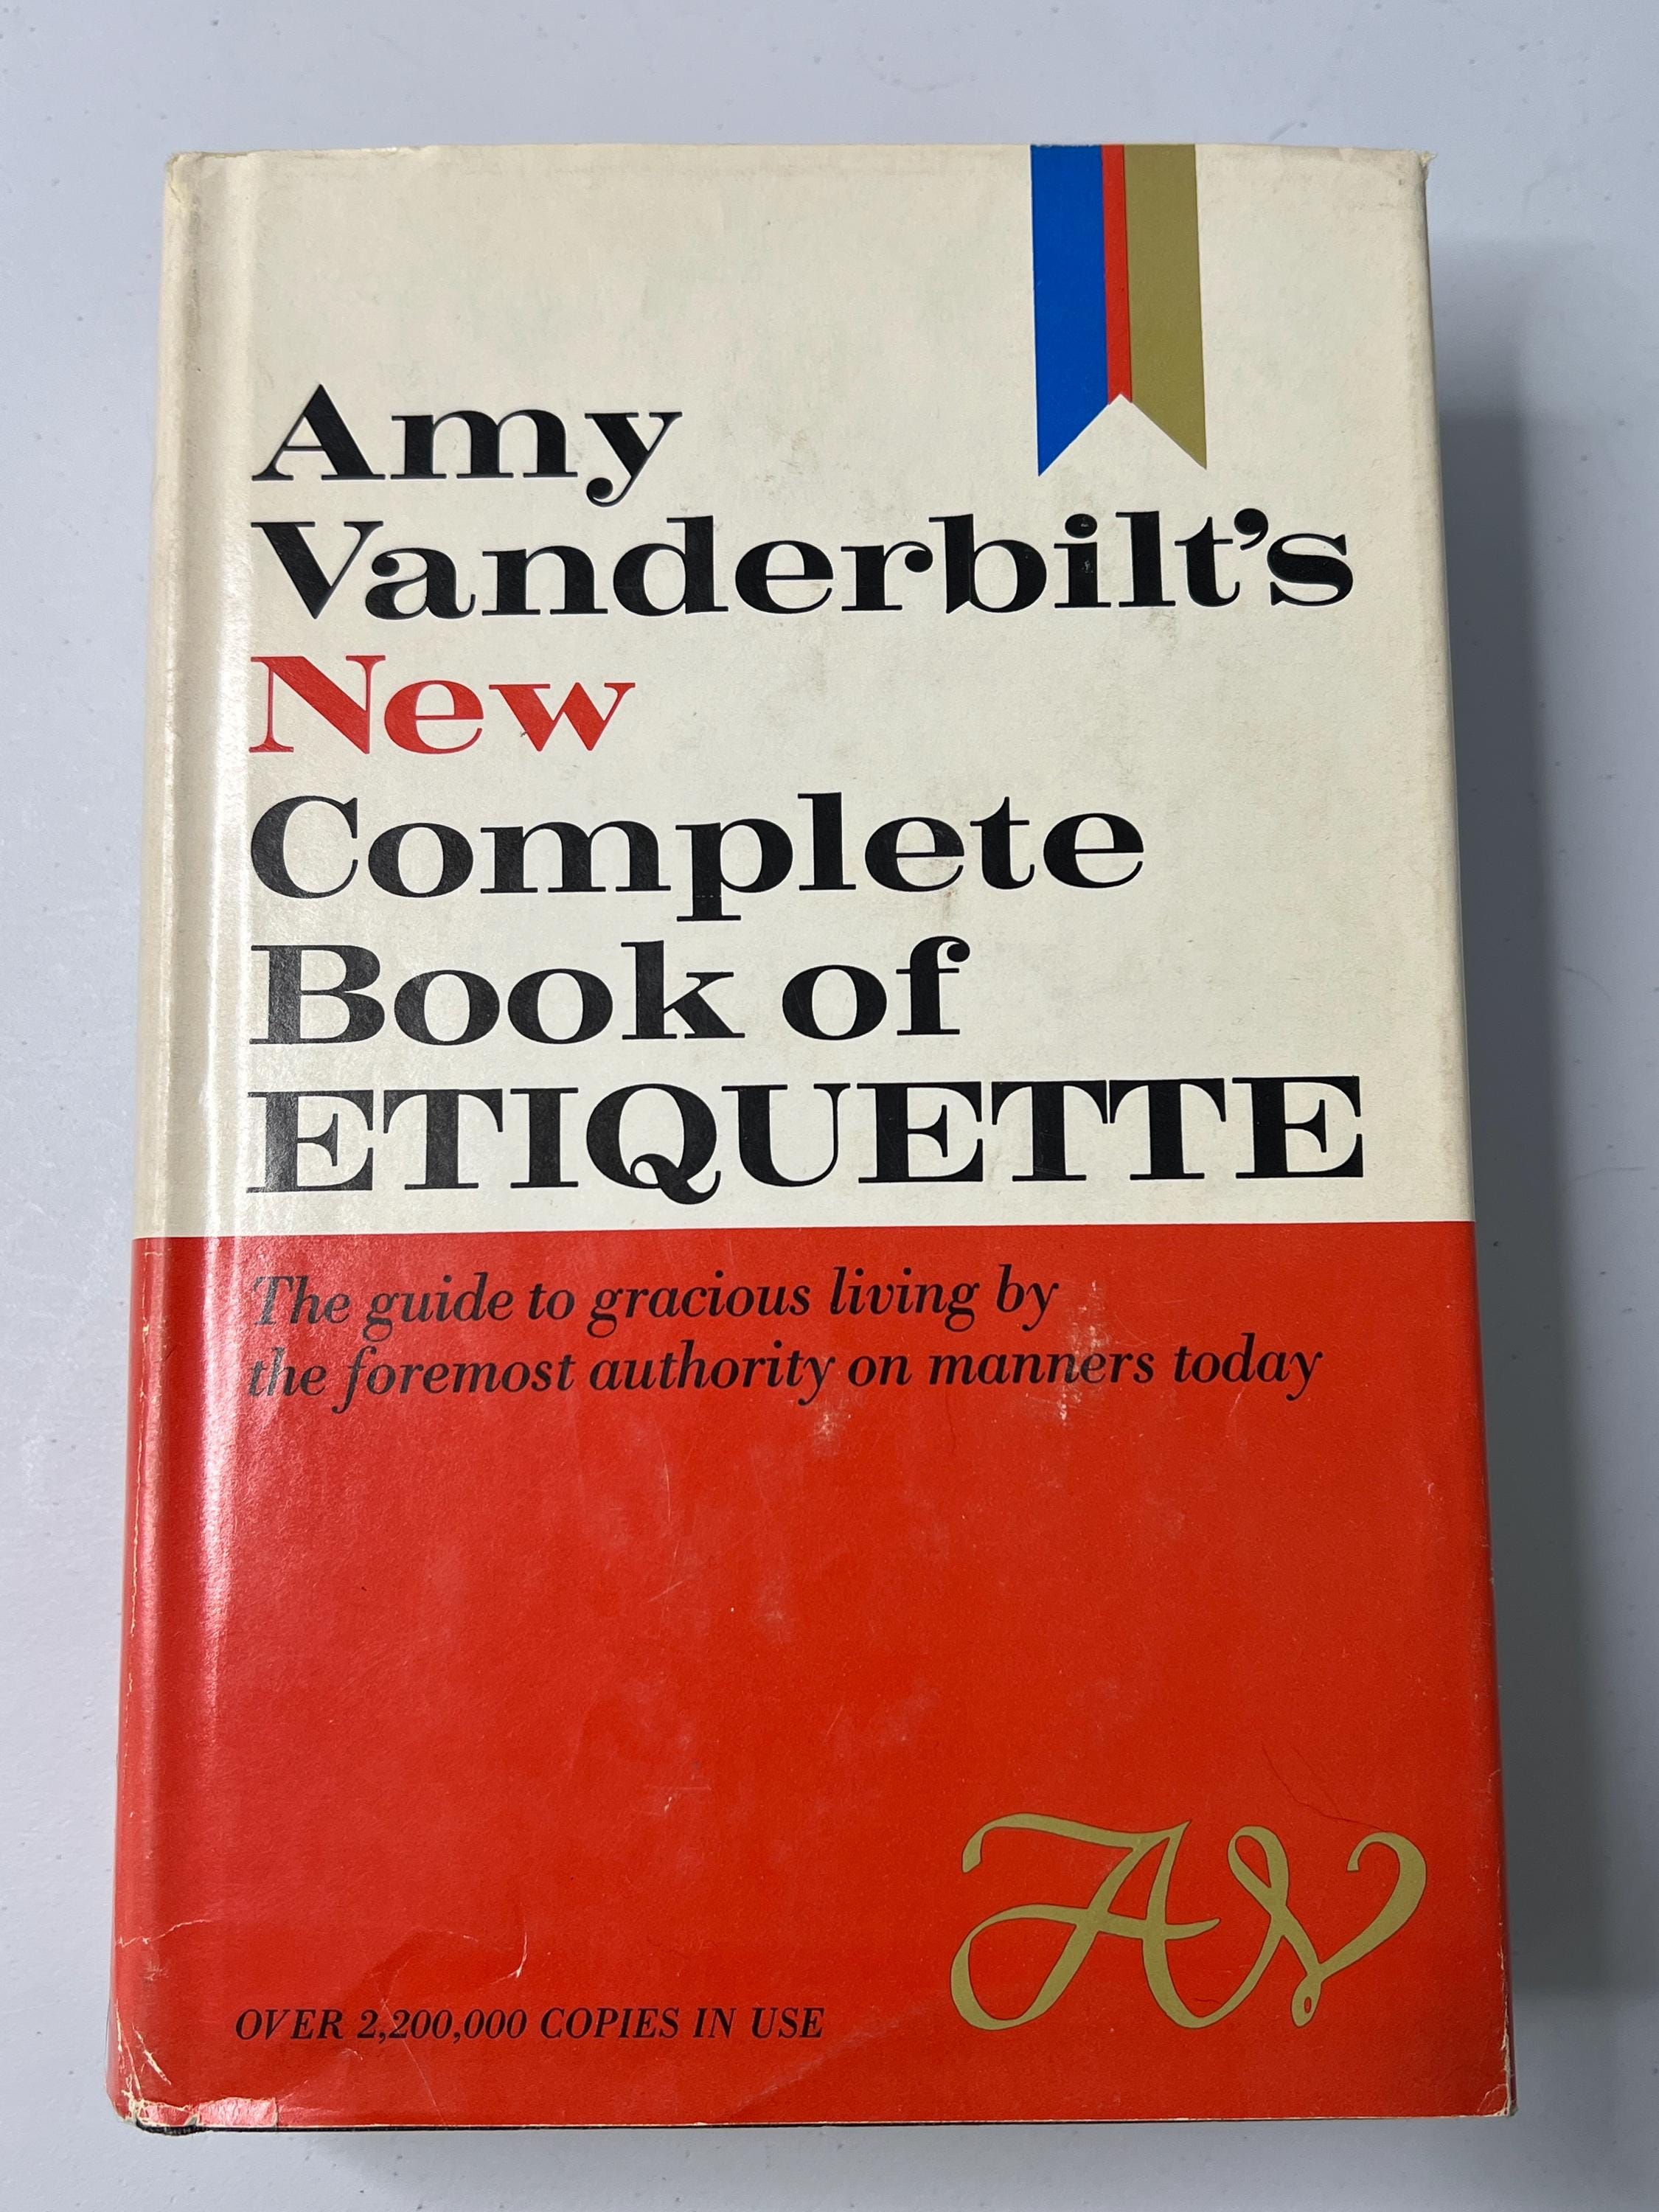 Amy
Vanderbilt's
New
Complete
Book of
ETIQUETTE
The guide to gracious living by
the foremost authority on manners today
AV
OVER 2,200,000 COPIES IN USE